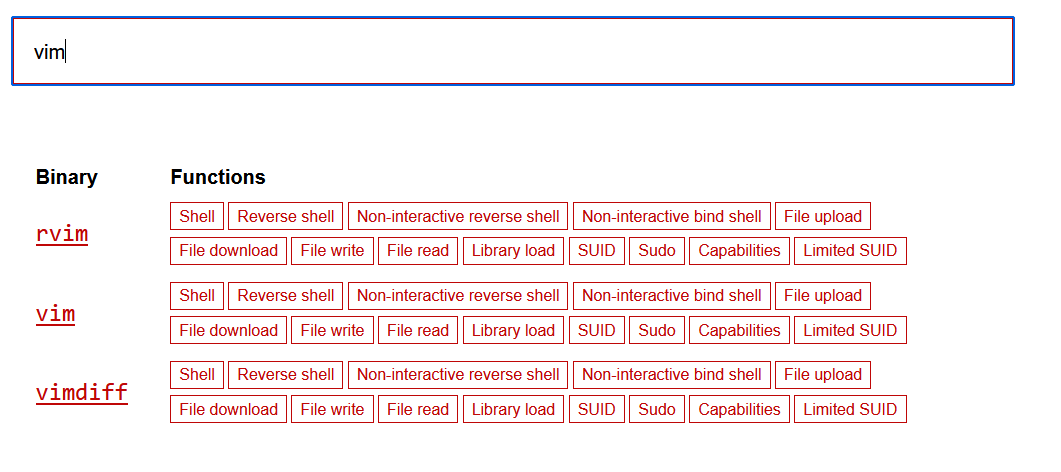 vim
Binary Functions
rvim
Shell Reverse shell Non-interactive reverse shell Non-interactive bind shell File upload
File download File write File read Library load SUID Sudo Capabilities Limited SUID
vim
Shell Reverse shell Non-interactive reverse shell Non-interactive bind shell File upload
File download File write File read Library load SUID Sudo Capabilities Limited SUID
vimdiff
Shell Reverse shell Non-interactive reverse shell Non-interactive bind shell File upload
File download File write File read Library load SUID Sudo Capabilities Limited SUID